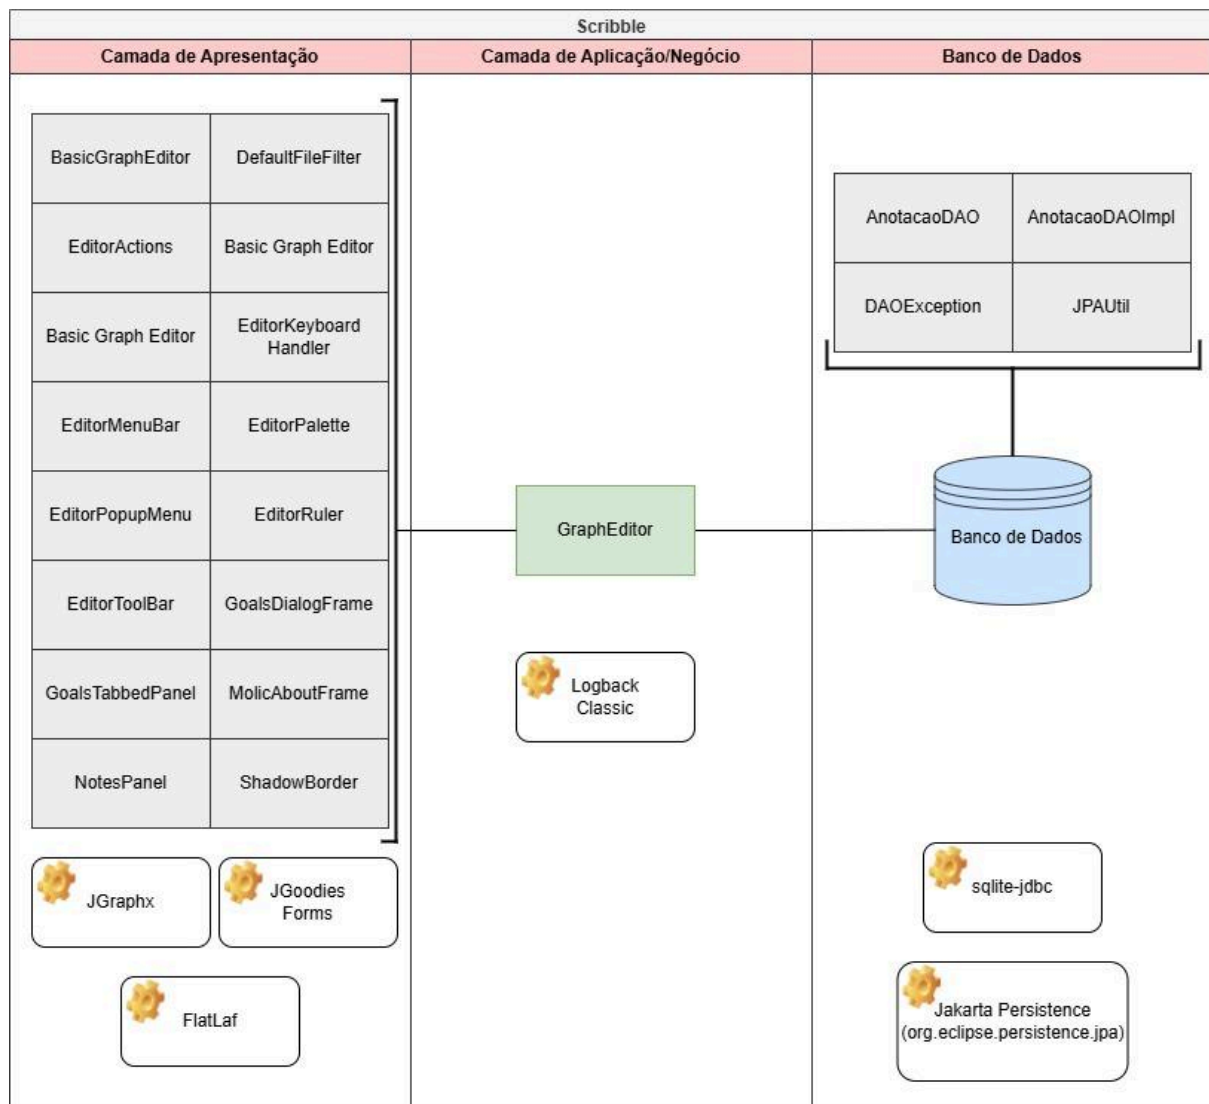 Scribble
Camada de Apresentação
Camada de Aplicação/Negócio
Banco de Dados
BasicGraphEditor
DefaultFileFilter
EditorActions
Basic Graph Editor
Basic Graph Editor
EditorKeyboard
Handler
EditorMenuBar
EditorPalette
EditorPopupMenu
EditorRuler
EditorToolBar
GoalsDialogFrame
GoalsTabbedPanel
MolicAboutFrame
NotesPanel
ShadowBorder
JGraphx
JGoodies
Forms
FlatLaf
GraphEditor
Logback
Classic
AnotacaoDAO
AnotacaoDAOImpl
DAOException
JPAUtil
Banco de Dados
sqlite-jdbc
Jakarta Persistence
(org.eclipse.persistence.jpa)